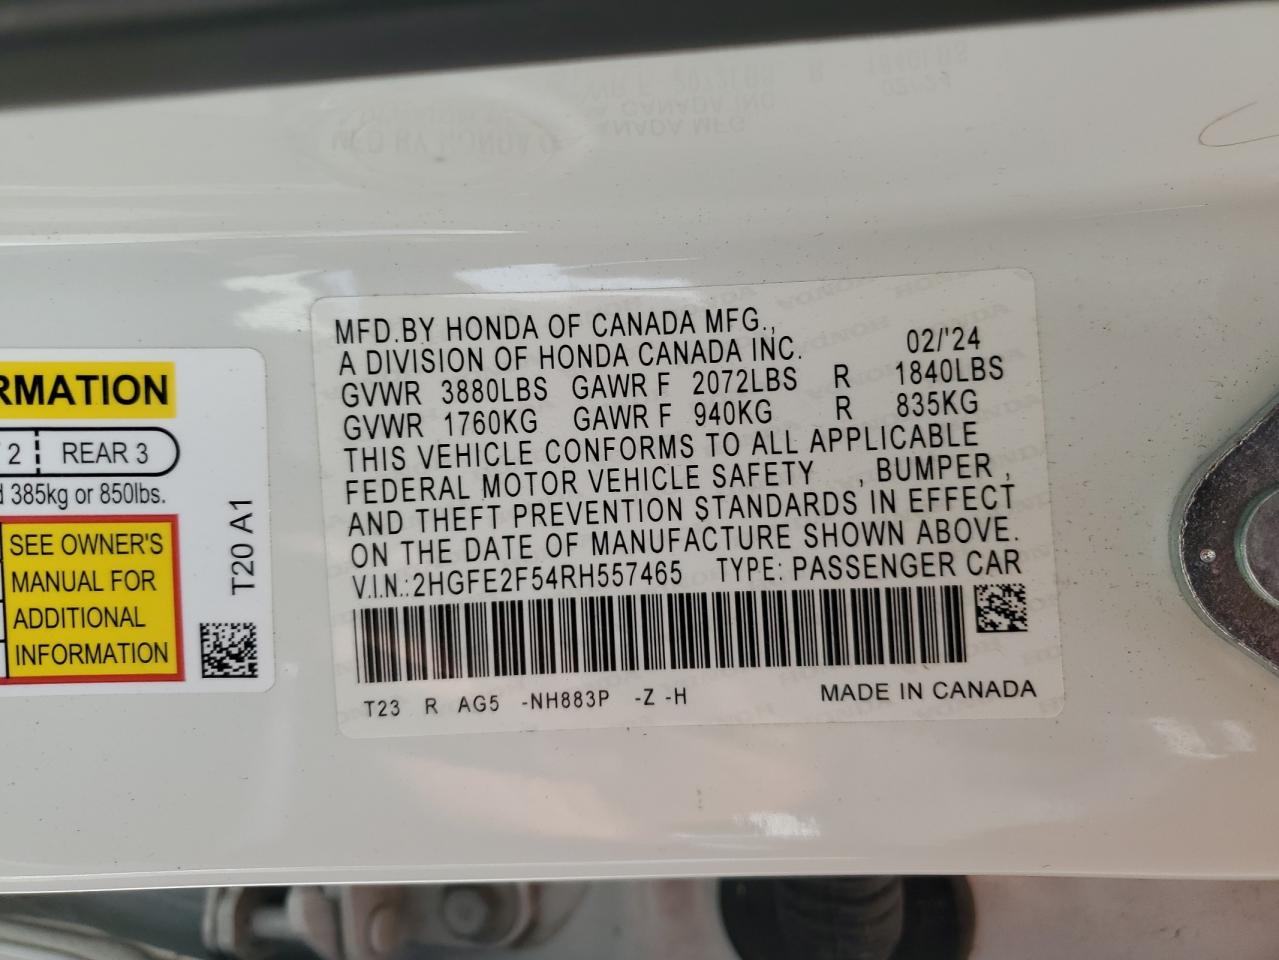 RMATION
2 REAR 3
385kg or 850lbs.
SEE OWNER'S
MANUAL FOR
ADDITIONAL
INFORMATION
T20 A1
MFD.BY HONDA OF CANADA MFG.,
A DIVISION OF HONDA CANADA INC. 02/'24
GVWR 3880LBS GAWR F 2072LBS R 1840LBS
GVWR 1760KG GAWR F 940KG R 835KG
THIS VEHICLE CONFORMS TO ALL APPLICABLE
FEDERAL MOTOR VEHICLE SAFETY , BUMPER ,
AND THEFT PREVENTION STANDARDS IN EFFECT
ON THE DATE OF MANUFACTURE SHOWN ABOVE.
V.I.N.:2HGFE2F54RH557465 TYPE: PASSENGER CAR
T23 R AG5 -NH883P -Z -H MADE IN CANADA